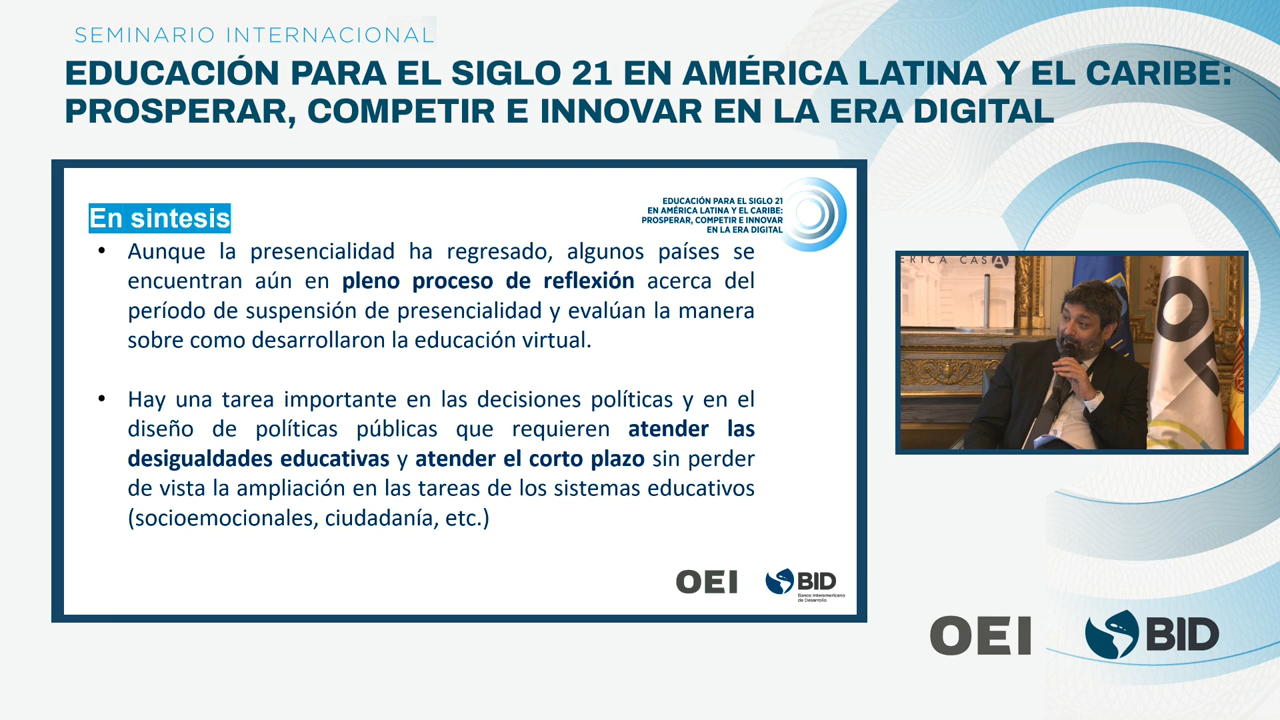 SEMINARIO INTERNACIONAL
EDUCACIÓN PARA EL SIGLO 21 EN AMÉRICA LATINA Y EL CARIBE:
PROSPERAR, COMPETIR E INNOVAR EN LA ERA DIGITAL
EDUCACIÓN PARA EL SIGLO 21
EN AMÉRICA LATINA Y EL CARIBE:
PROSPERAR, COMPETIR E INNOVAR
EN LA ERA DIGITAL
En sintesis
• Aunque la presencialidad ha regresado, algunos países se
encuentran aún en pleno proceso de reflexión acerca del
período de suspensión de presencialidad y evalúan la manera
sobre como desarrollaron la educación virtual.
• Hay una tarea importante en las decisiones políticas y en el
diseño de políticas públicas que requieren atender las
desigualdades educativas y atender el corto plazo sin perder
de vista la ampliación en las tareas de los sistemas educativos
(socioemocionales, ciudadanía, etc.)
OEI
BID
Banco Interamericano
de Desarrollo
ERICA CASA
OEI
OEI
BID